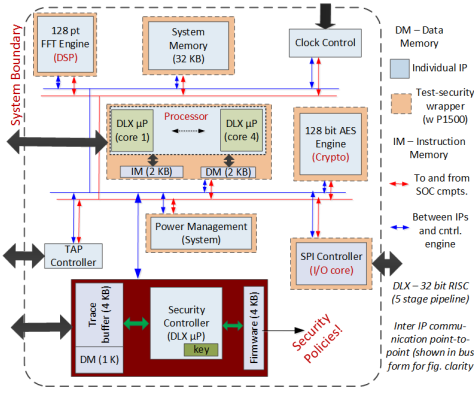 System Boundary
128 pt
FFT Engine
(DSP)
System
Memory
(32 KB)
Clock Control
Processor
DLX µP
(core 1)
DLX µP
(core 4)
IM (2 KB)
DM (2 KB)
128 bit AES
Engine
(Crypto)
TAP
Controller
Power Management
(System)
SPI Controller
(I/O core)
Trace
buffer (4 KB)
DM (1 K)
Security
Controller
(DLX µP)
key
Firmware (4 KB)
Security
Policies!
DM – Data
Memory
Individual IP
Test-security
wrapper
(w P1500)
IM – Instruction
Memory
To and from
SOC cmpts.
Between IPs
and cntrl.
engine
DLX – 32 bit RISC
(5 stage pipeline)
Inter IP commu-
nication point-to-
point (shown in bus
form for fig. clarity